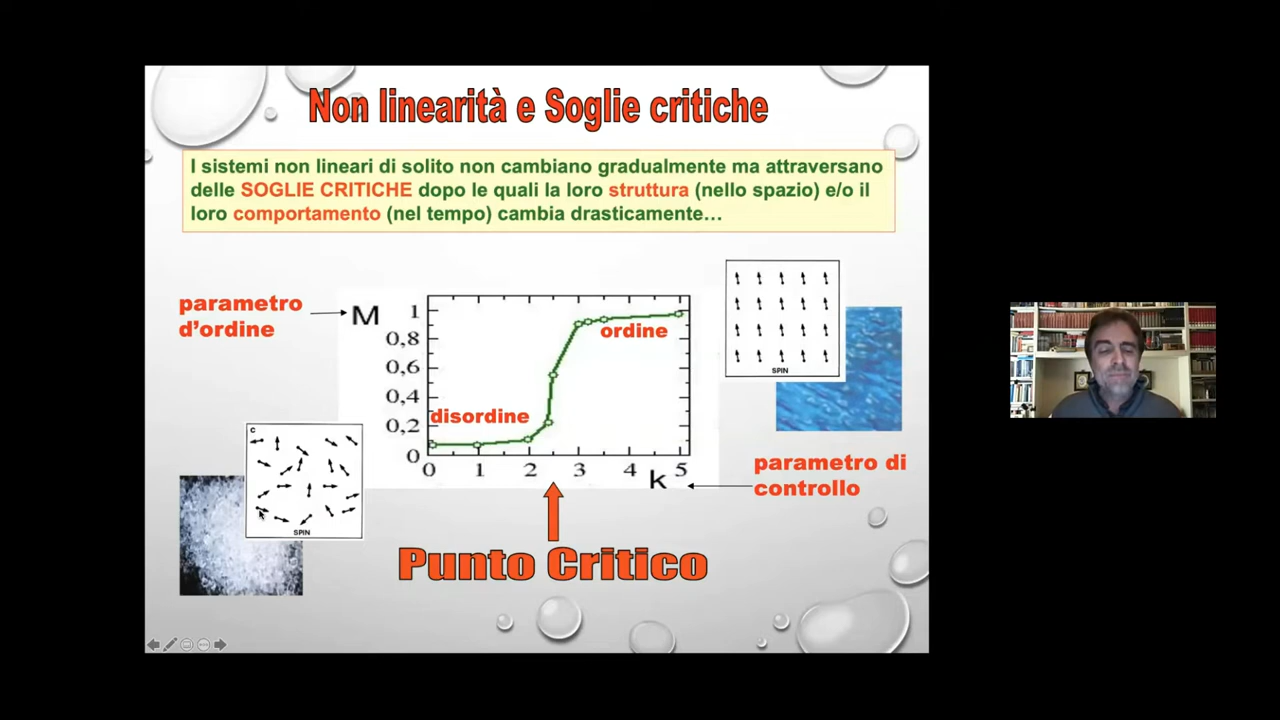 Non linearità e Soglie critiche
I sistemi non lineari di solito non cambiano gradualmente ma attraversano
delle SOGLIE CRITICHE dopo le quali la loro struttura (nello spazio) e/o il
loro comportamento (nel tempo) cambia drasticamente...
parametro
d'ordine
M
1
0,8
0,6
0,4
0,2
0
0 1 2 3 4 5
k
ordine
disordine
SPIN
c
SPIN
parametro di
controllo
Punto Critico